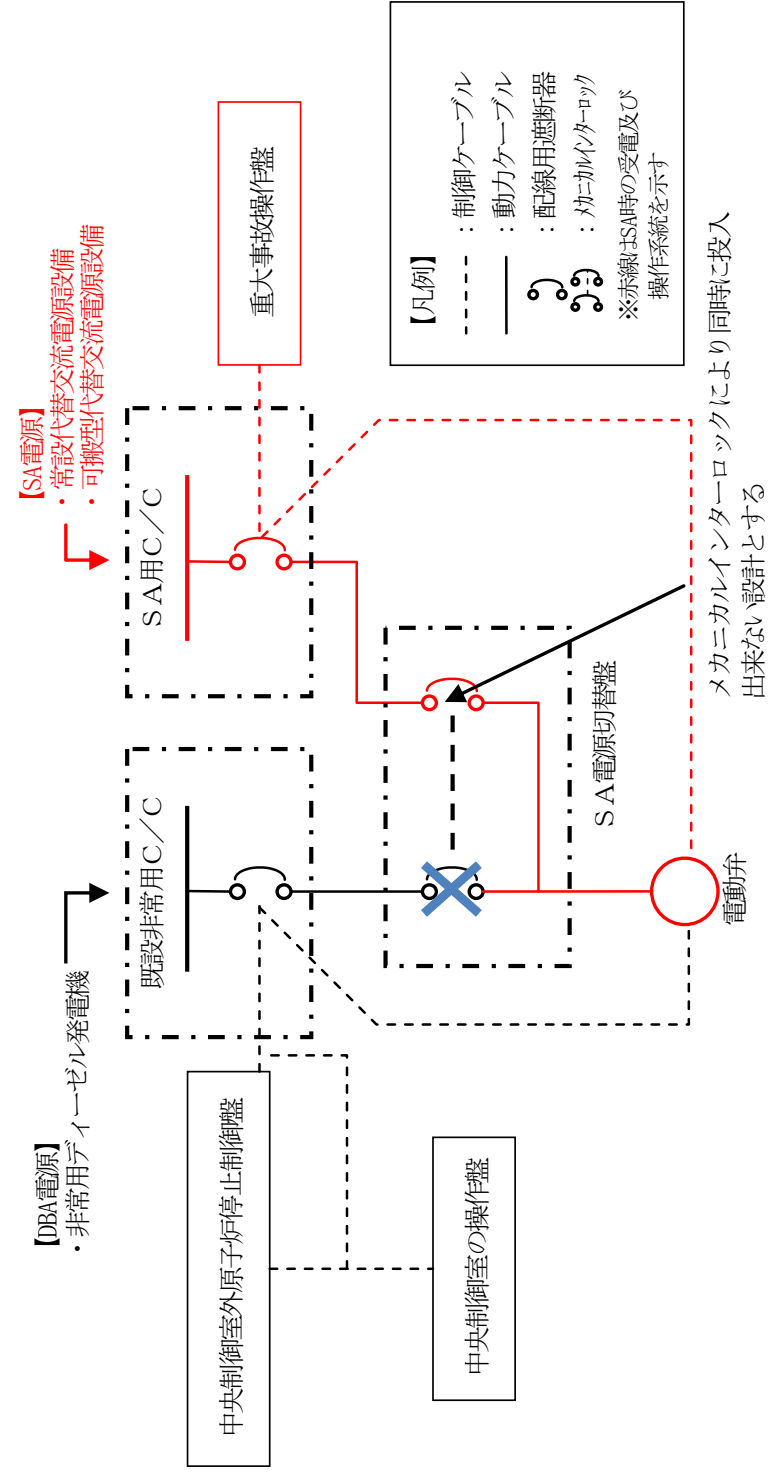 【DBA電源】
・非常用ディーゼル発電機
【SA電源】
・常設代替交流電源設備
・可搬型代替交流電源設備
既設非常用C／C
SA用C／C
重大事故操作盤
中央制御室外原子炉停止制御盤
中央制御室の操作盤
SA電源切替盤
電動弁
メカニカルインターロックにより同時に投入
出来ない設計とする
【凡例】
：制御ケーブル
：動力ケーブル
：配線用遮断器
：メカニカルインターロック
※赤線はSA時の受電及び
操作系統を示す